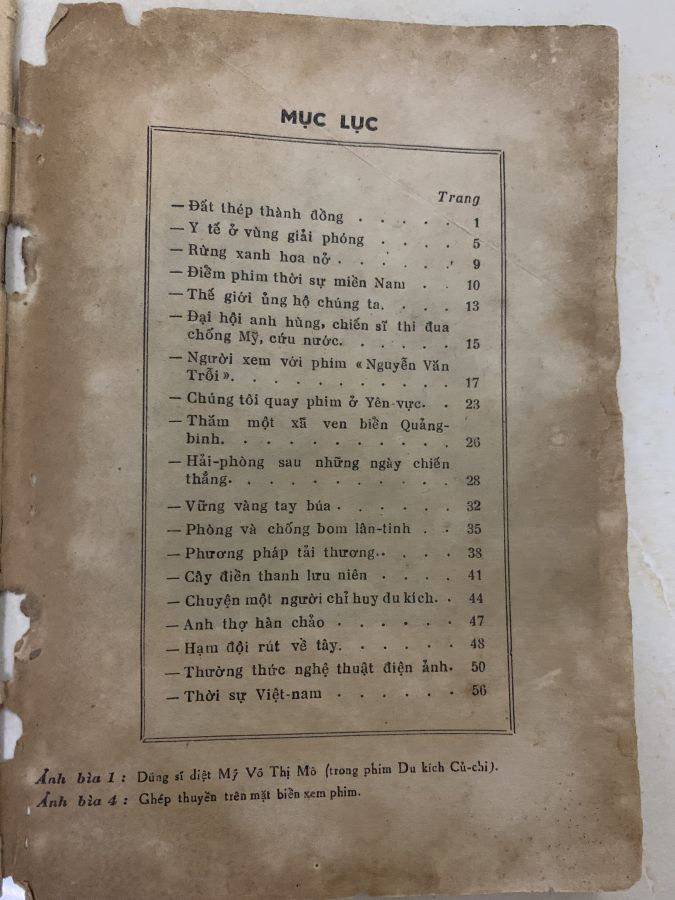 MỤC LỤC
Trang
— Đất thép thành đồng . . . . . 1
— Y tế ở vùng giải phóng . . . . 5
— Rừng xanh hoa nở . . . . . 9
— Điểm phim thời sự miền Nam . . 10
— Thế giới ủng hộ chúng ta. . . . 13
— Đại hội anh hùng, chiến sĩ thi đua
chống Mỹ, cứu nước. . . . . . 15
— Người xem với phim « Nguyễn Văn
Trỗi ». . . . . . . . . . . 17
— Chúng tôi quay phim ở Yên-vực. . 23
— Thăm một xã ven biển Quảng-
bình. . . . . . . . . . . 26
— Hải-phòng sau những ngày chiến
thắng. . . . . . . . . . . 28
— Vững vàng tay búa . . . . . . 32
— Phòng và chống bom lân-tinh . . 35
— Phương pháp tải thương. . . . . 38
— Cây điền thanh lưu niên . . . . 41
— Chuyện một người chỉ huy du kích. . 44
— Anh thợ hàn chảo . . . . . . 47
— Hạm đội rút về tây. . . . . . 48
— Thường thức nghệ thuật điện ảnh. 50
— Thời sự Việt-nam . . . . . . 56
Ảnh bìa 1 : Dũng sĩ diệt Mỹ Võ Thị Mô (trong phim Du kích Củ-chi).
Ảnh bìa 4 : Ghép thuyền trên mặt biển xem phim.